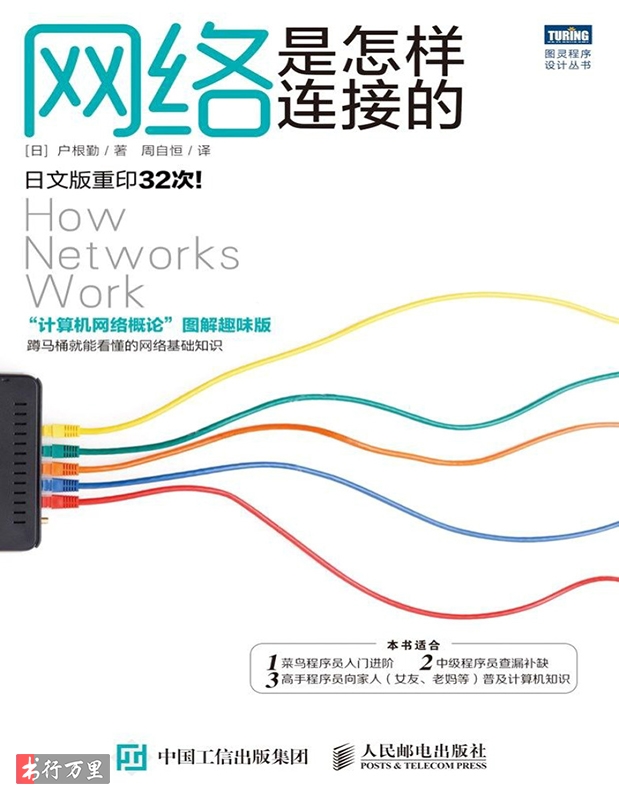 网络是怎样
连接的
TURING
图灵程序
设计丛书
[日] 户根勤 / 著 周自恒 / 译
日文版重印32次!
How
Networks
Work
“计算机网络概论”图解趣味版
蹲马桶就能看懂的网络基础知识
本书适合
1 菜鸟程序员入门进阶 2 中级程序员查漏补缺
3 高手程序员向家人（女友、老妈等）普及计算机知识
中国工信出版集团
人民邮电出版社
POSTS & TELECOM PRESS
书行万里